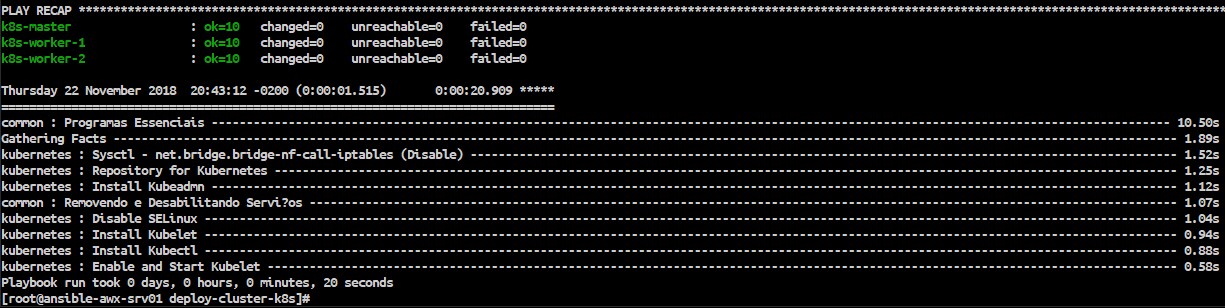 PLAY RECAP *******************************************************************************************************************************************************
k8s-master                 : ok=10   changed=0    unreachable=0    failed=0
k8s-worker-1               : ok=10   changed=0    unreachable=0    failed=0
k8s-worker-2               : ok=10   changed=0    unreachable=0    failed=0
Thursday 22 November 2018  20:43:12 -0200 (0:00:01.515)       0:00:20.909 *****
===============================================================================
common : Programas Essenciais ----------------------------------------------------------------------------------------------------------------------------------------- 10.50s
Gathering Facts -------------------------------------------------------------------------------------------------------------------------------------------------------- 1.89s
kubernetes : Sysctl - net.bridge.bridge-nf-call-iptables (Disable) ----------------------------------------------------------------------------------------------------- 1.52s
kubernetes : Repository for Kubernetes --------------------------------------------------------------------------------------------------------------------------------- 1.25s
kubernetes : Install Kubeadmn ------------------------------------------------------------------------------------------------------------------------------------------ 1.12s
common : Removendo e Desabilitando Servi?os ---------------------------------------------------------------------------------------------------------------------------- 1.07s
kubernetes : Disable SELinux ------------------------------------------------------------------------------------------------------------------------------------------- 1.04s
kubernetes : Install Kubelet ------------------------------------------------------------------------------------------------------------------------------------------- 0.94s
kubernetes : Install Kubectl ------------------------------------------------------------------------------------------------------------------------------------------- 0.88s
kubernetes : Enable and Start Kubelet ---------------------------------------------------------------------------------------------------------------------------------- 0.58s
Playbook run took 0 days, 0 hours, 0 minutes, 20 seconds
[root@ansible-awx-srv01 deploy-cluster-k8s]#